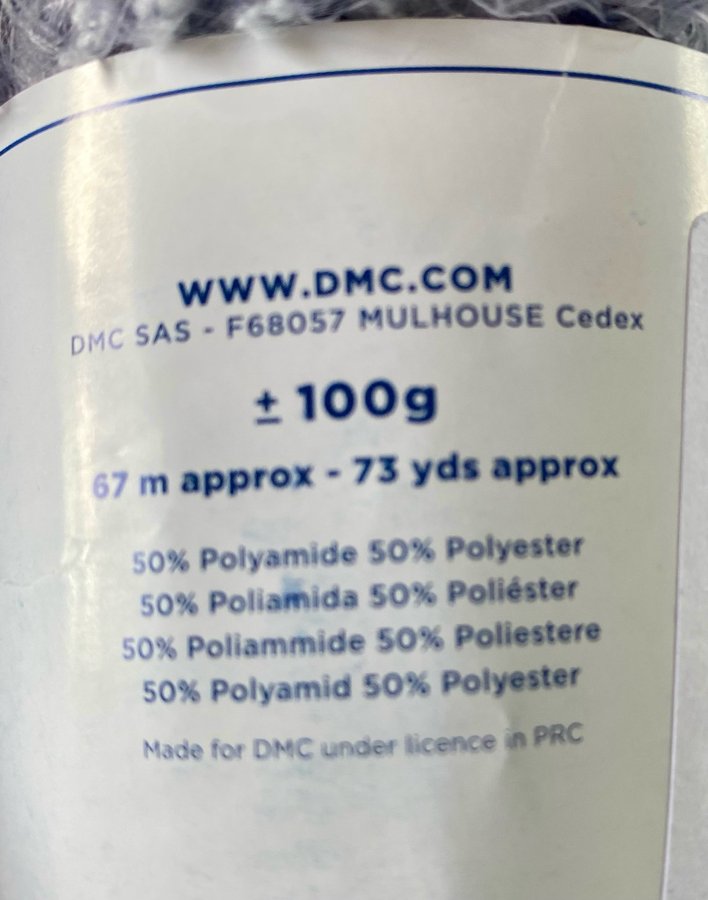 WWW.DMC.COM
DMC SAS - F68057 MULHOUSE Cedex
± 100g
67 m approx - 73 yds approx
50% Polyamide 50% Polyester
50% Poliamida 50% Poliéster
50% Poliammide 50% Poliestere
50% Polyamid 50% Polyester
Made for DMC under licence in PRC